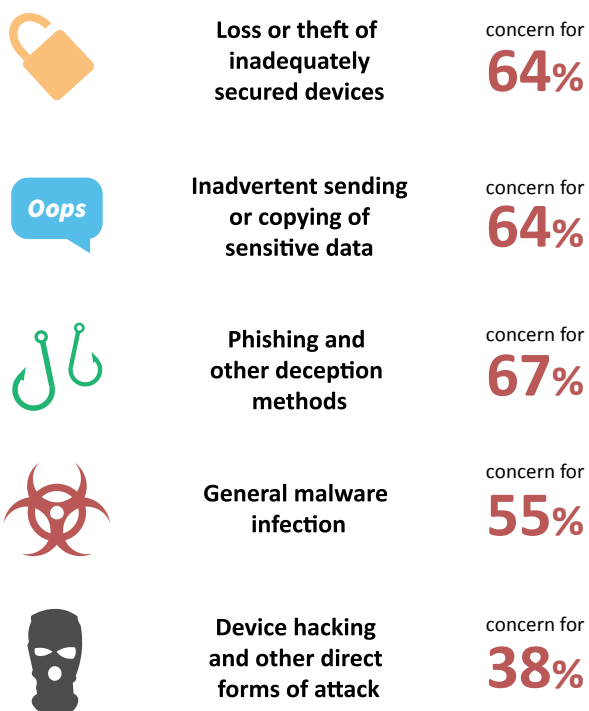 Loss or theft of
inadequately
secured devices
concern for
64%
Oops
Inadvertent sending
or copying of
sensitive data
concern for
64%
Phishing and
other deception
methods
concern for
67%
General malware
infection
concern for
55%
Device hacking
and other direct
forms of attack
concern for
38%